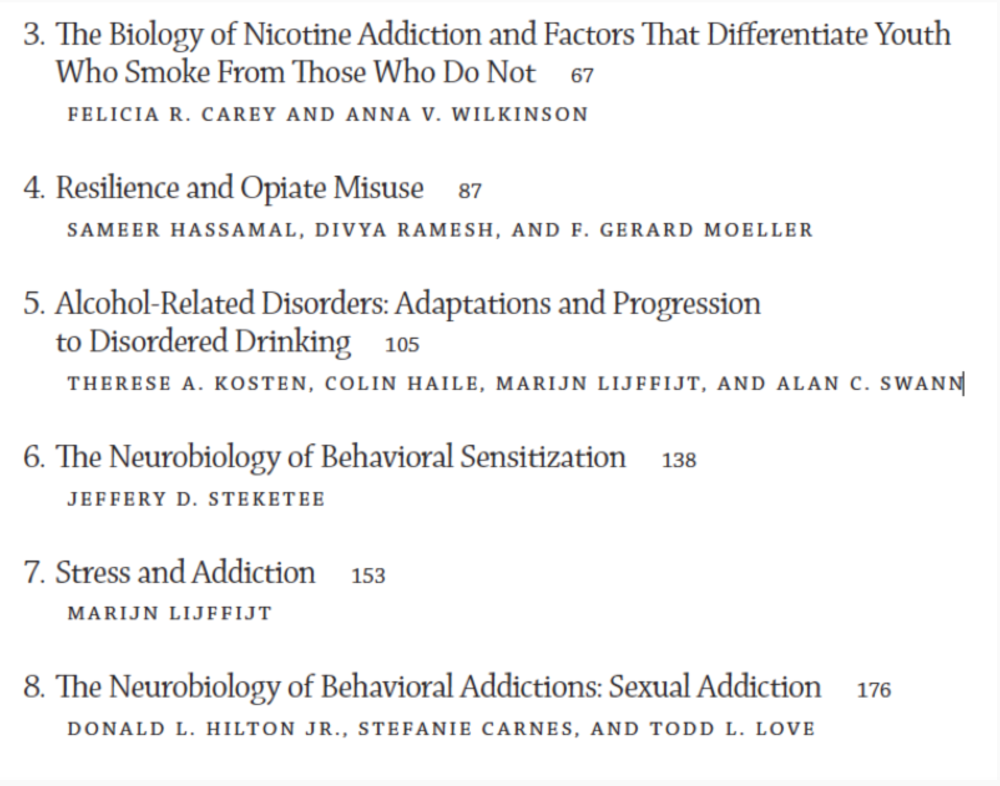 3. The Biology of Nicotine Addiction and Factors That Differentiate Youth
Who Smoke From Those Who Do Not 67
FELICIA R. CAREY AND ANNA V. WILKINSON
4. Resilience and Opiate Misuse 87
SAMEER HASSAMAL, DIVYA RAMESH, AND F. GERARD MOELLER
5. Alcohol-Related Disorders: Adaptations and Progression
to Disordered Drinking 105
THERESE A. KOSTEN, COLIN HAILE, MARIJN LIJFFIJT, AND ALAN C. SWANN
6. The Neurobiology of Behavioral Sensitization 138
JEFFERY D. STEKETEE
7. Stress and Addiction 153
MARIJN LIJFFIJT
8. The Neurobiology of Behavioral Addictions: Sexual Addiction 176
DONALD L. HILTON JR., STEFANIE CARNES, AND TODD L. LOVE